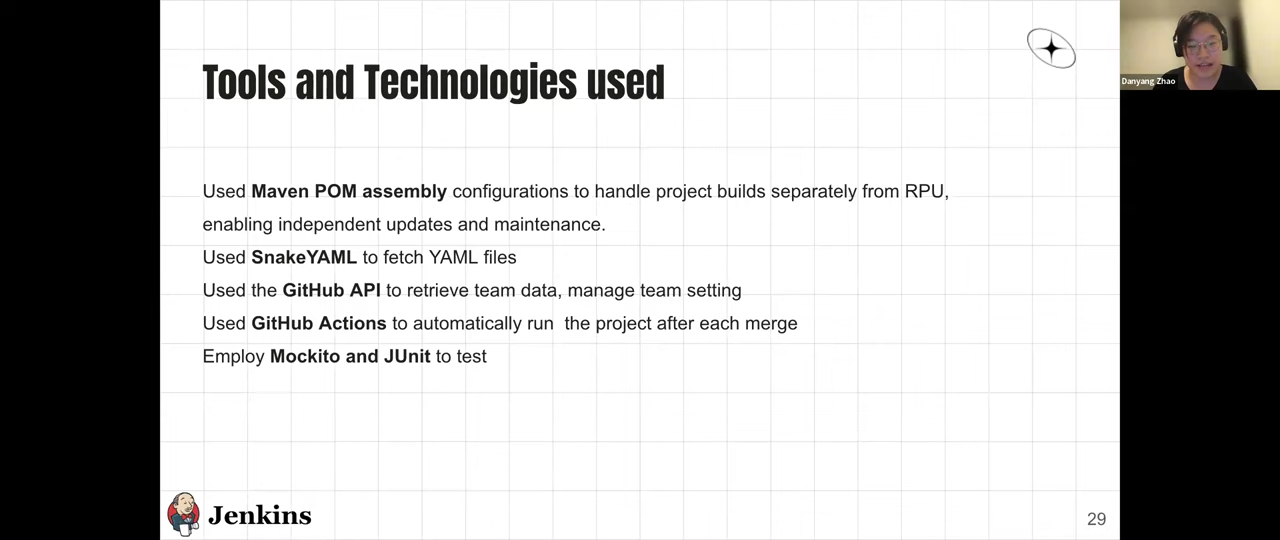 Tools and Technologies used
Danyang Zhao
Used Maven POM assembly configurations to handle project builds separately from RPU,
enabling independent updates and maintenance.
Used SnakeYAML to fetch YAML files
Used the GitHub API to retrieve team data, manage team setting
Used GitHub Actions to automatically run  the project after each merge
Employ Mockito and JUnit to test
Jenkins
29